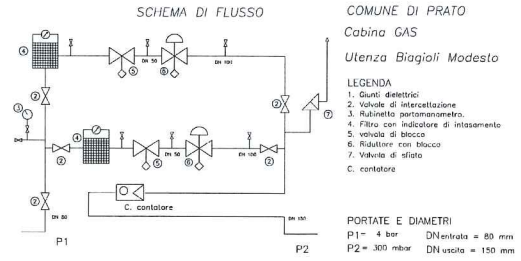 SCHEMA DI FLUSSO
COMUNE DI PRATO
Cabina GAS
Utenza Biagioli Modesto
LEGENDA
1. Giunti dielettrici
2. Valvole di intercettazione
3. Rubinetto portamanometro.
4. Filtro con indicatore di intasamento
5. valvola di blocco
6. Riduttore con blocco
7. Valvola di sfiato
C. contatore
4
5
DN 50
6
DN 100
2
2
7
3
4
2
5
DN 50
6
DN 100
2
2
DN 80
C. contatore
DN 150
P1
P2
PORTATE E DIAMETRI
P1= 4 bar
DN entrata = 80 mm
P2= 300 mbar
DN uscita = 150 mm